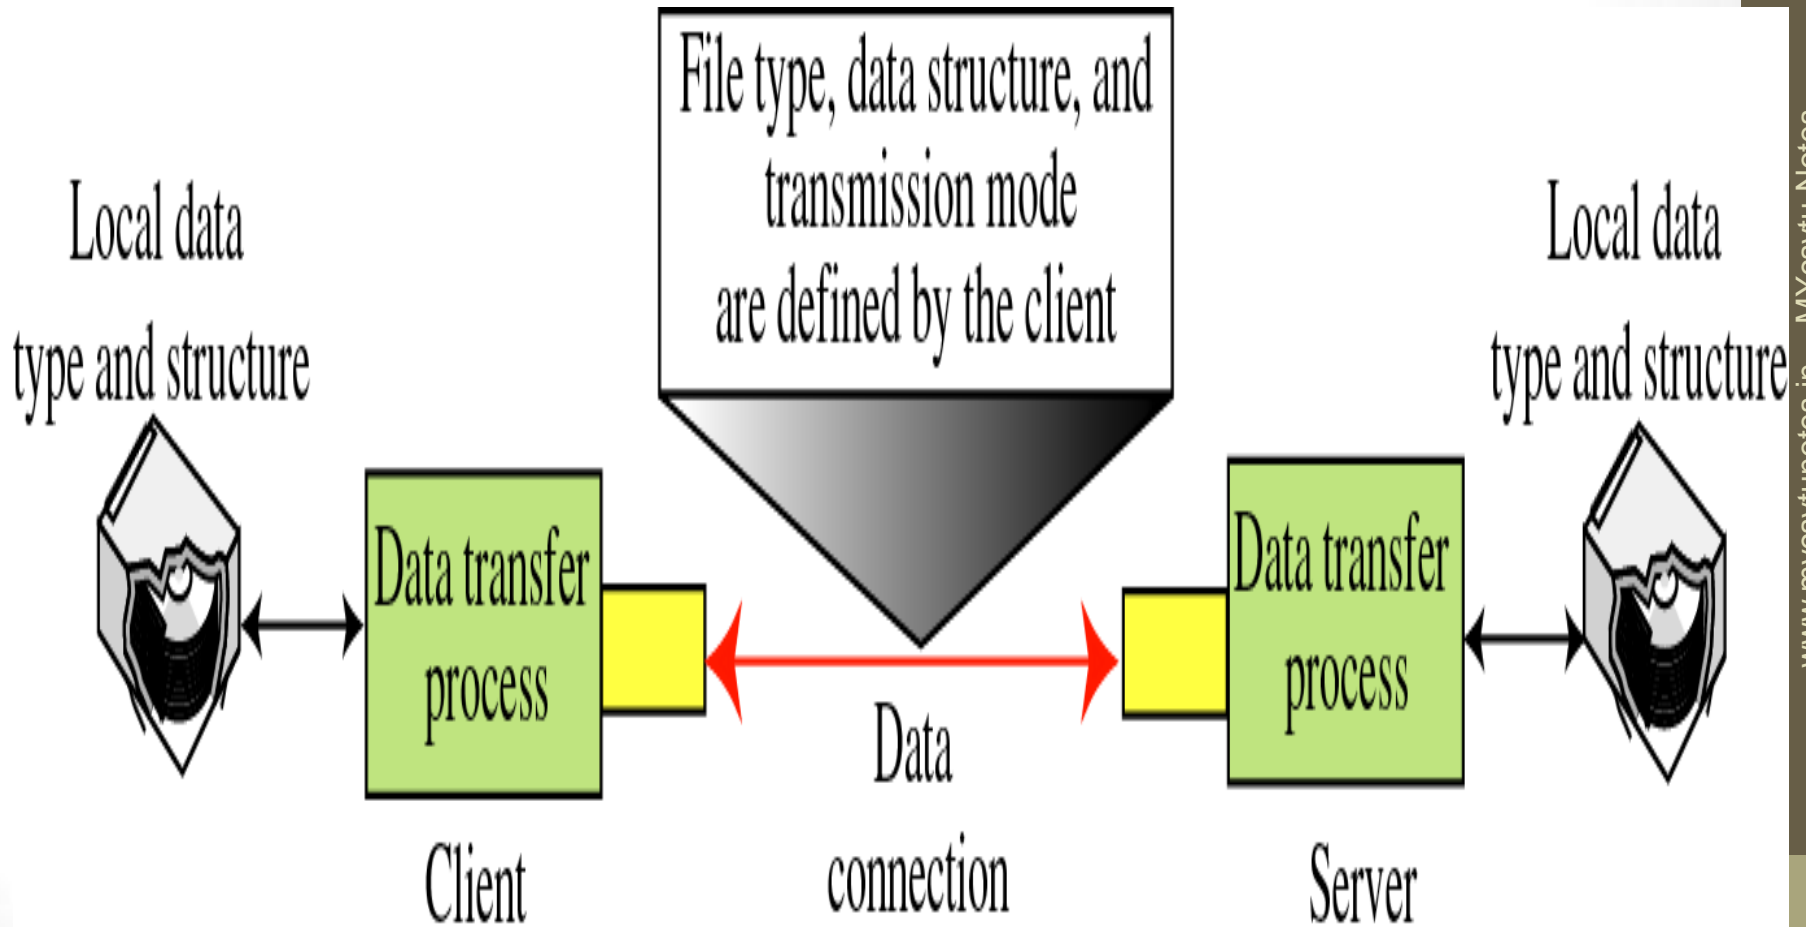 File type, data structure, and
transmission mode
are defined by the client
Local data
type and structure
Local data
type and structure
Data transfer
process
Data transfer
process
Data
connection
Client
Server